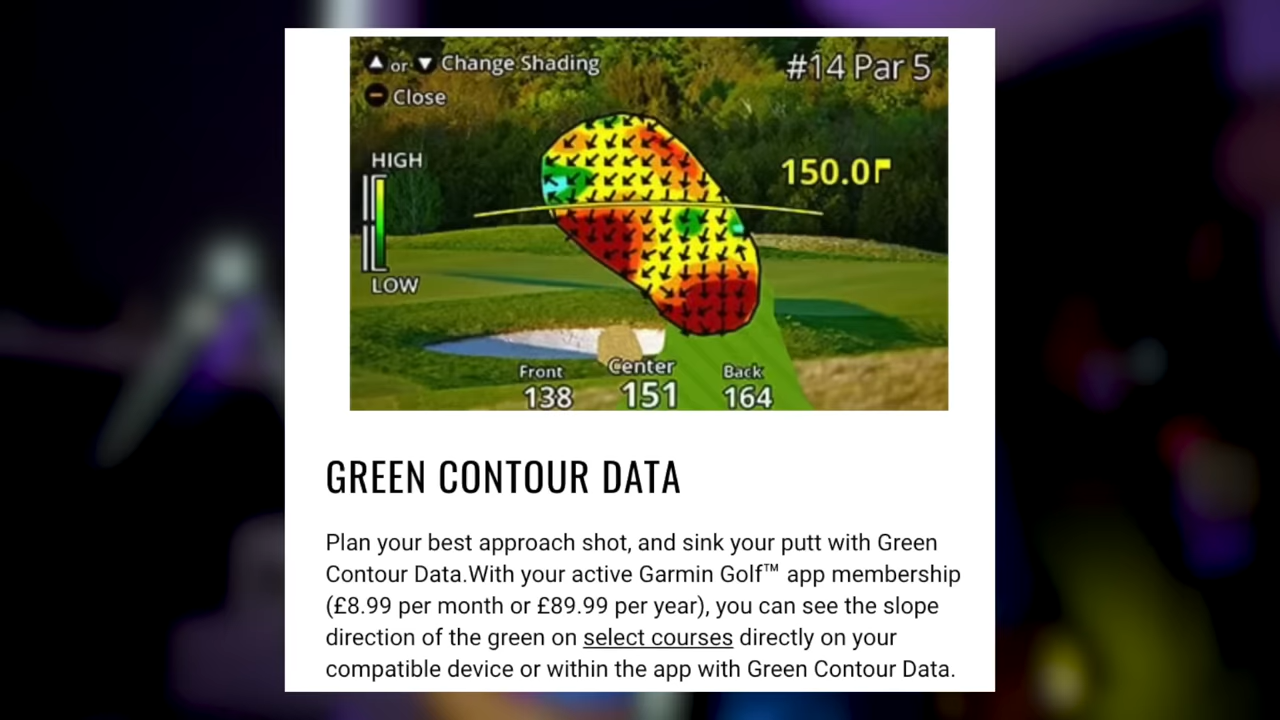 ▲ or ▼ Change Shading
#14 Par 5
Close
HIGH
150.0
LOW
Front
Center
Back
138
151
164
GREEN CONTOUR DATA
Plan your best approach shot, and sink your putt with Green
Contour Data.With your active Garmin Golf™ app membership
(£8.99 per month or £89.99 per year), you can see the slope
direction of the green on select courses directly on your
compatible device or within the app with Green Contour Data.